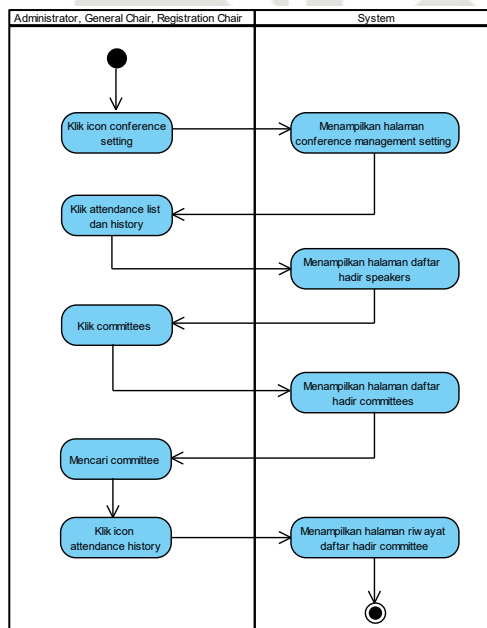 Administrator, General Chair, Registration Chair
System
Klik icon conference
setting
Menampilkan halaman
conference management setting
Klik attendance list
dan history
Menampilkan halaman daftar
hadir speakers
Klik committees
Menampilkan halaman daftar
hadir committees
Mencari committee
Klik icon
attendance history
Menampilkan halaman riwayat
daftar hadir committee